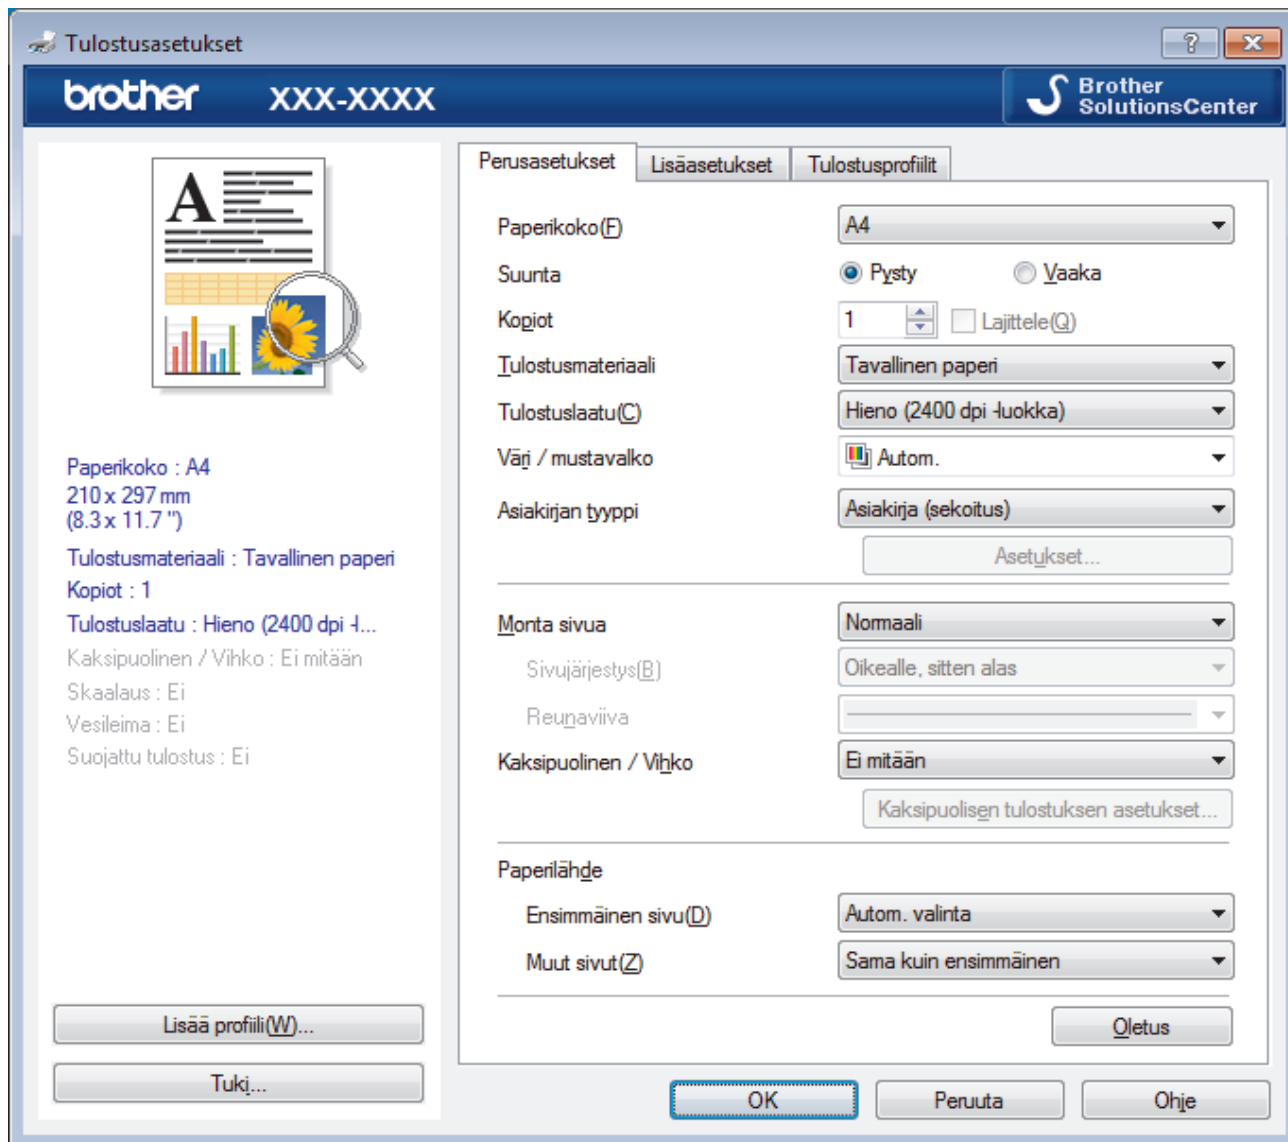 Tulostusasetukset
brother XXX-XXXX
Brother
SolutionsCenter
A
Paperikoko : A4
210 x 297 mm
(8.3 x 11.7 ")
Tulostusmateriaali : Tavallinen paperi
Kopiot : 1
Tulostuslaatu : Hieno (2400 dpi -l...
Kaksipuolinen / Vihko : Ei mitään
Skaalaus : Ei
Vesileima : Ei
Suojattu tulostus : Ei
Lisää profiili(W)...
Tuki...
Perusasetukset Lisäasetukset Tulostusprofiilit
Paperikoko(F) A4
Suunta Pysty Vaaka
Kopiot 1 Lajittele(Q)
Tulostusmateriaali Tavallinen paperi
Tulostuslaatu(C) Hieno (2400 dpi -luokka)
Väri / mustavalko Autom.
Asiakirjan tyyppi Asiakirja (sekoitus)
Asetukset...
Monta sivua Normaali
Sivujärjestys(B) Oikealle, sitten alas
Reunaviiva
Kaksipuolinen / Vihko Ei mitään
Kaksipuolisen tulostuksen asetukset...
Paperilähde
Ensimmäinen sivu(D) Autom. valinta
Muut sivut(Z) Sama kuin ensimmäinen
Oletus
OK Peruuta Ohje